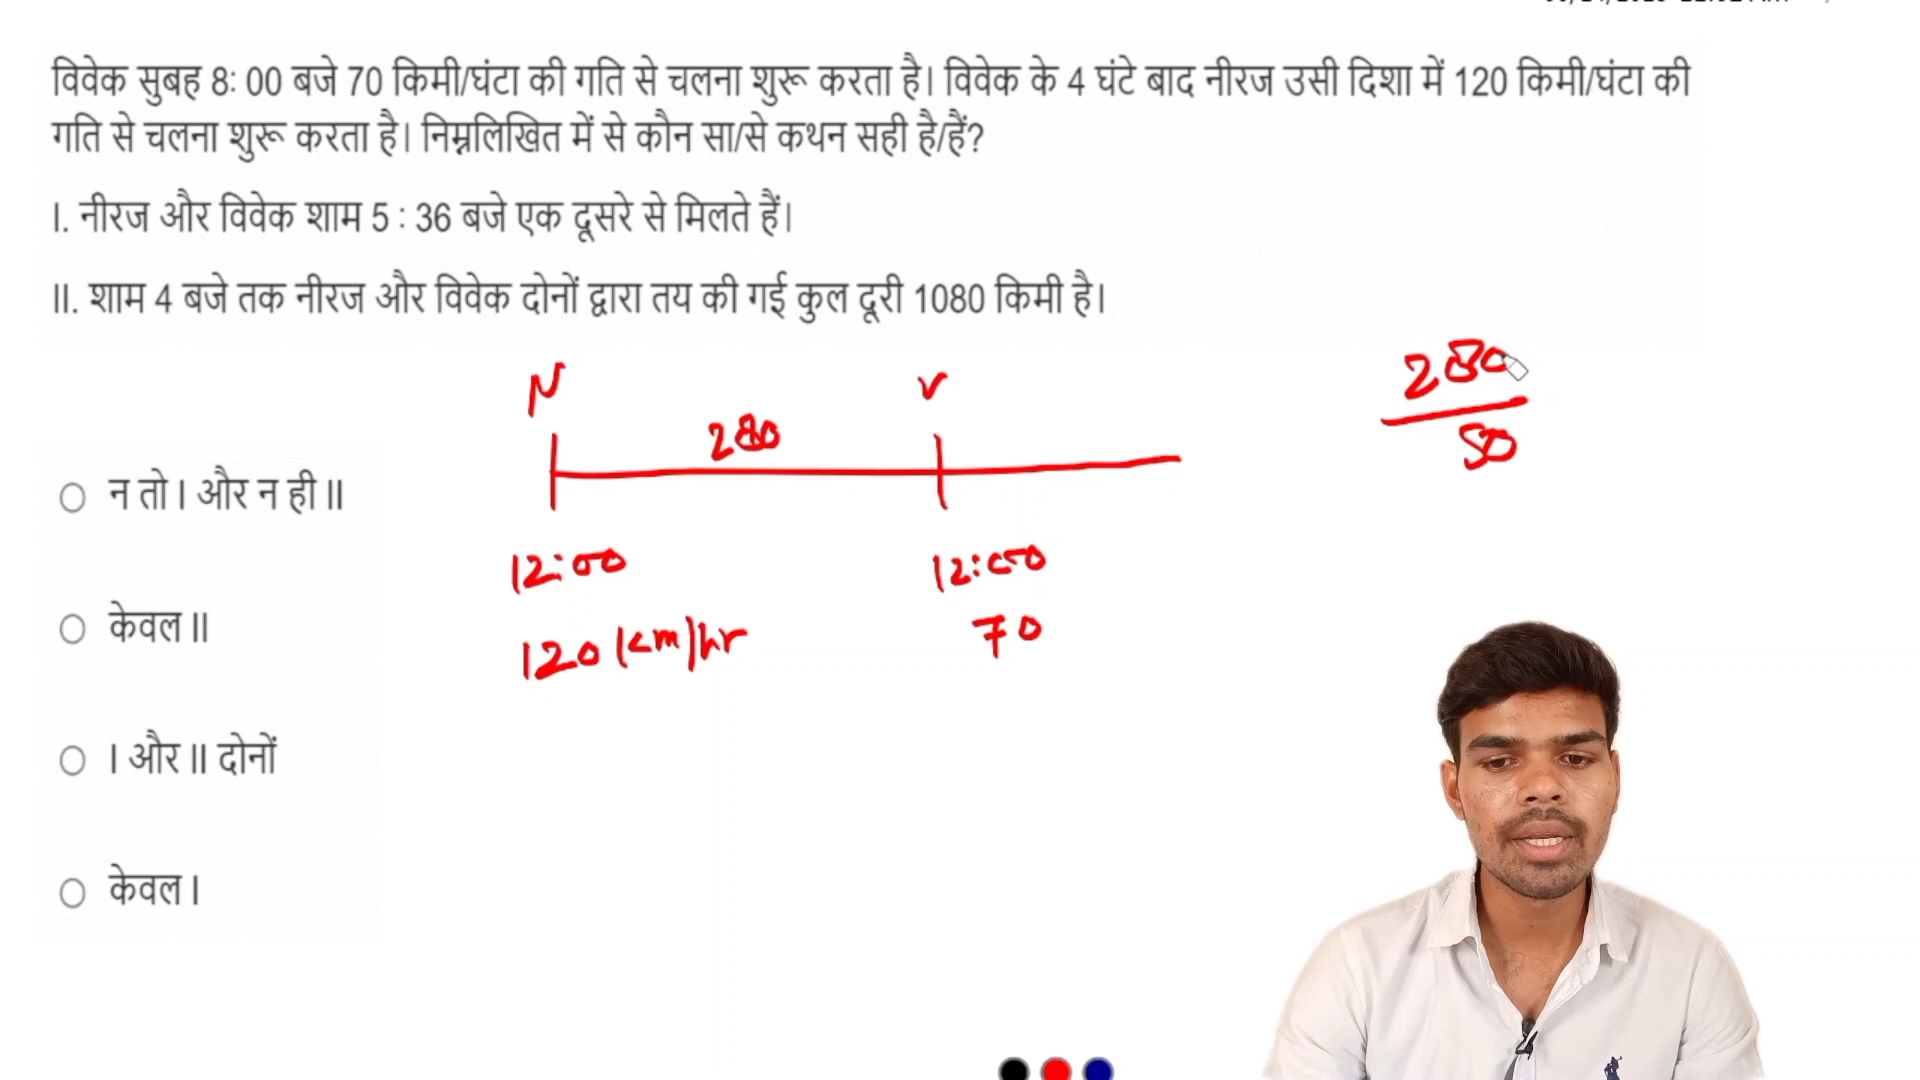 विवेक सुबह 8: 00 बजे 70 किमी/घंटा की गति से चलना शुरू करता है। विवेक के 4 घंटे बाद नीरज उसी दिशा में 120 किमी/घंटा की
गति से चलना शुरू करता है। निम्नलिखित में से कौन सा/से कथन सही है/हैं?
I. नीरज और विवेक शाम 5 : 36 बजे एक दूसरे से मिलते हैं।
II. शाम 4 बजे तक नीरज और विवेक दोनों द्वारा तय की गई कुल दूरी 1080 किमी है।
N
V
280
280
50
न तो I और न ही II
12:00
12:00
केवल II
120 km/hr
70
I और II दोनों
केवल I